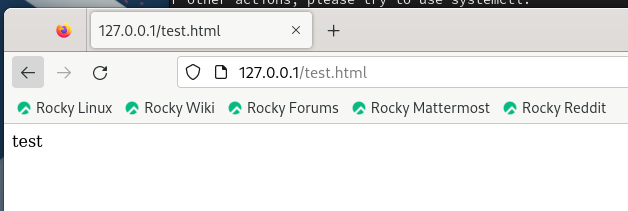 r other actions, please try to use systemctl.
127.0.0.1/test.html
127.0.0.1/test.html
Rocky Linux Rocky Wiki Rocky Forums Rocky Mattermost Rocky Reddit
test